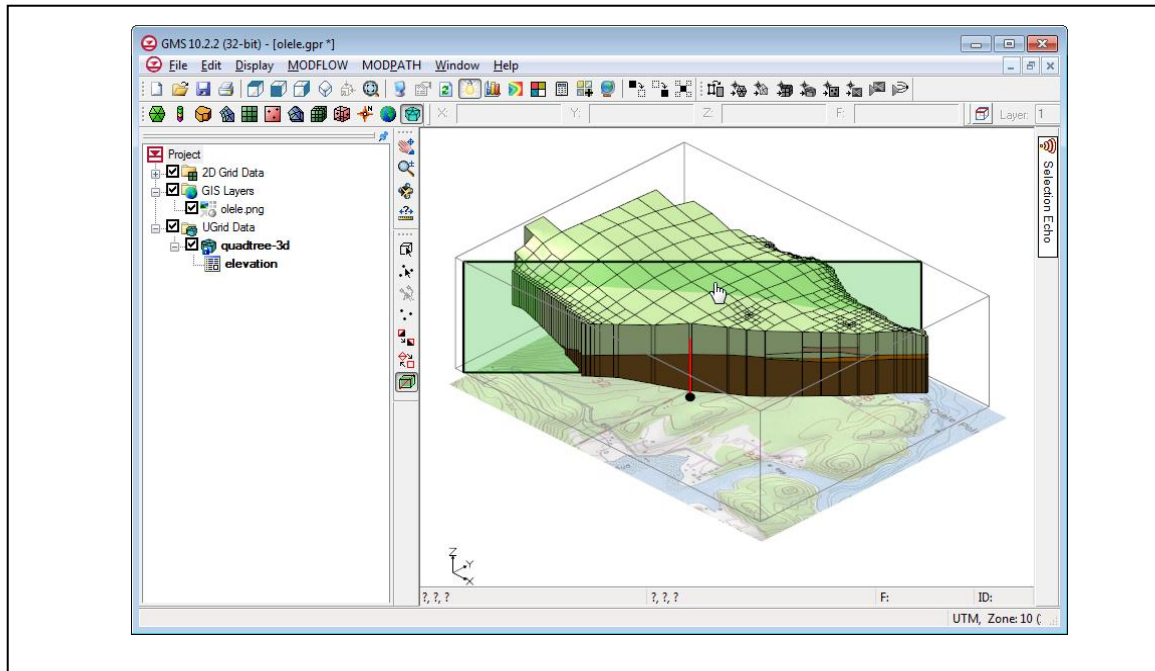 GMS 10.2.2 (32-bit) - [olele.gpr *]
File Edit Display MODFLOW MODPATH Window Help
X: Y: Z: F: Layer: 1
Project
2D Grid Data
GIS Layers
olele.png
UGrid Data
quadtree-3d
elevation
Selection Echo
Z
Y
X
?, ?, ? ?, ?, ? F: ID:
UTM, Zone: 10 (